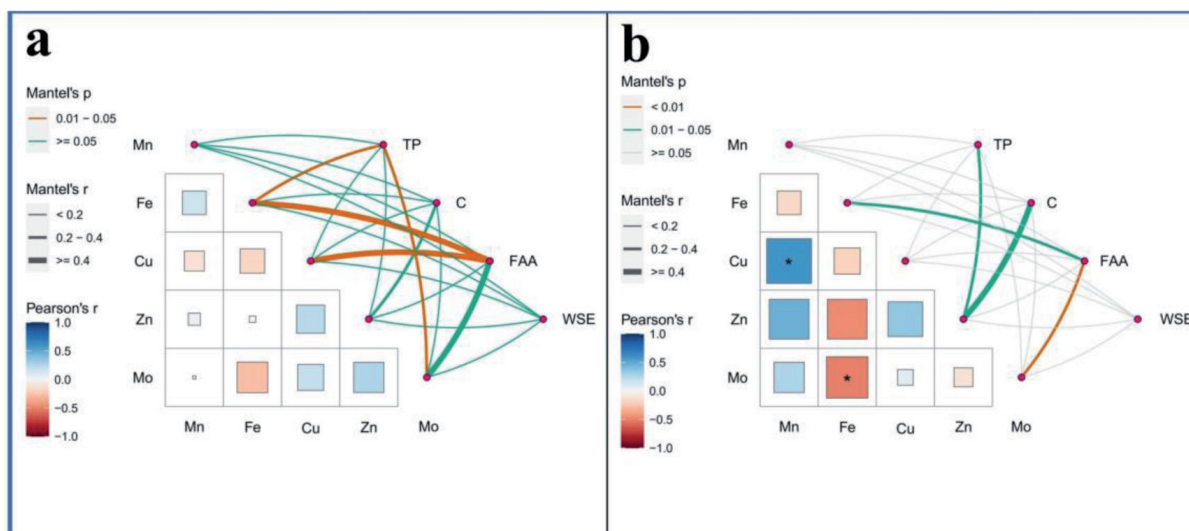 a
Mantel's p
0.01 – 0.05
>= 0.05
Mantel's r
< 0.2
0.2 – 0.4
>= 0.4
Pearson's r
1.0
0.5
0.0
−0.5
−1.0
Mn
Fe
Cu
Zn
Mo
TP
C
FAA
WSE
Mn Fe Cu Zn Mo
b
Mantel's p
< 0.01
0.01 – 0.05
>= 0.05
Mantel's r
< 0.2
0.2 – 0.4
>= 0.4
Pearson's r
1.0
0.5
0.0
−0.5
−1.0
Mn
Fe
Cu
Zn
Mo
*
*
TP
C
FAA
WSE
Mn Fe Cu Zn Mo